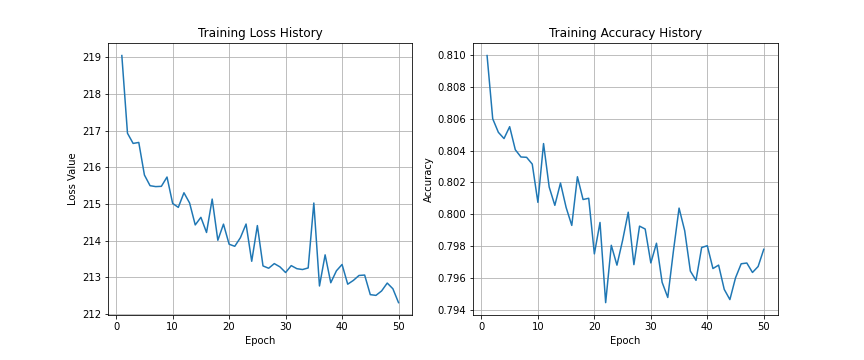 Training Loss History
219
218
217
216
215
214
213
212
0 10 20 30 40 50
Loss Value
Epoch
Training Accuracy History
0.810
0.808
0.806
0.804
0.802
0.800
0.798
0.796
0.794
0 10 20 30 40 50
Accuracy
Epoch